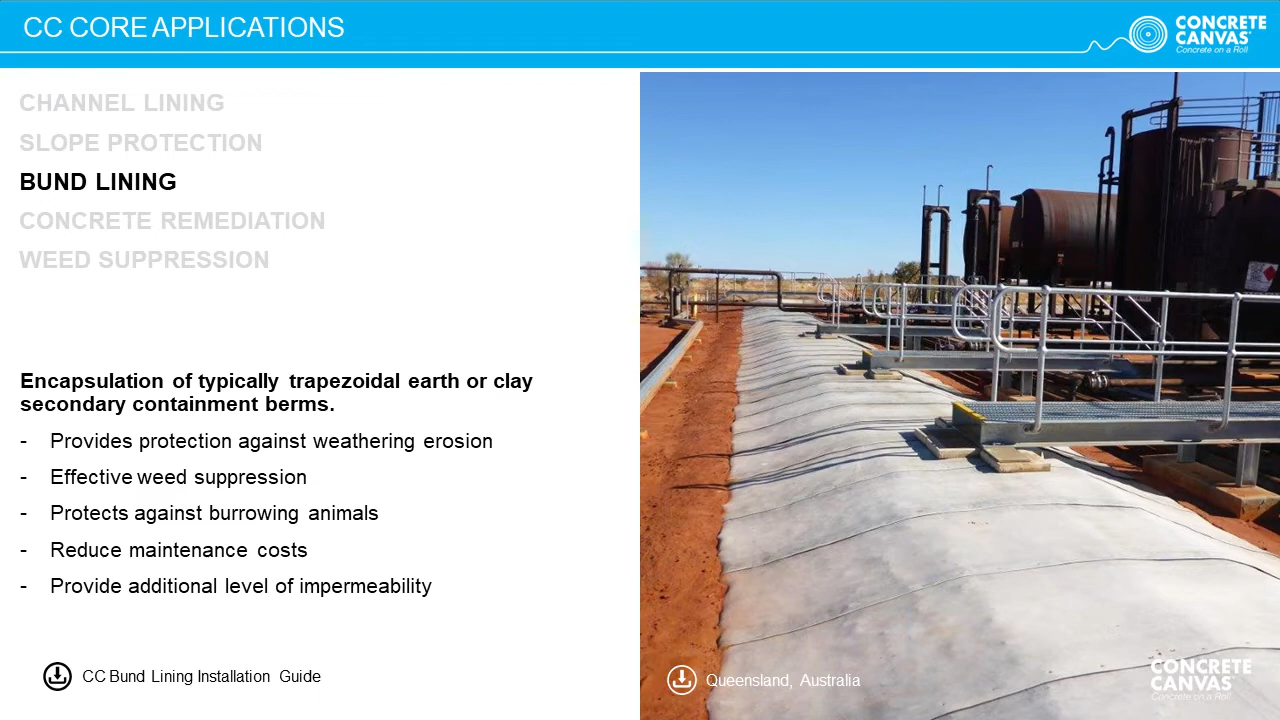 CC CORE APPLICATIONS
CONCRETE
CANVAS®
Concrete on a Roll
CHANNEL LINING
SLOPE PROTECTION
BUND LINING
CONCRETE REMEDIATION
WEED SUPPRESSION
Encapsulation of typically trapezoidal earth or clay
secondary containment berms.
- Provides protection against weathering erosion
- Effective weed suppression
- Protects against burrowing animals
- Reduce maintenance costs
- Provide additional level of impermeability
CC Bund Lining Installation Guide
Queensland, Australia
CONCRETE
CANVAS
Concrete on a Roll